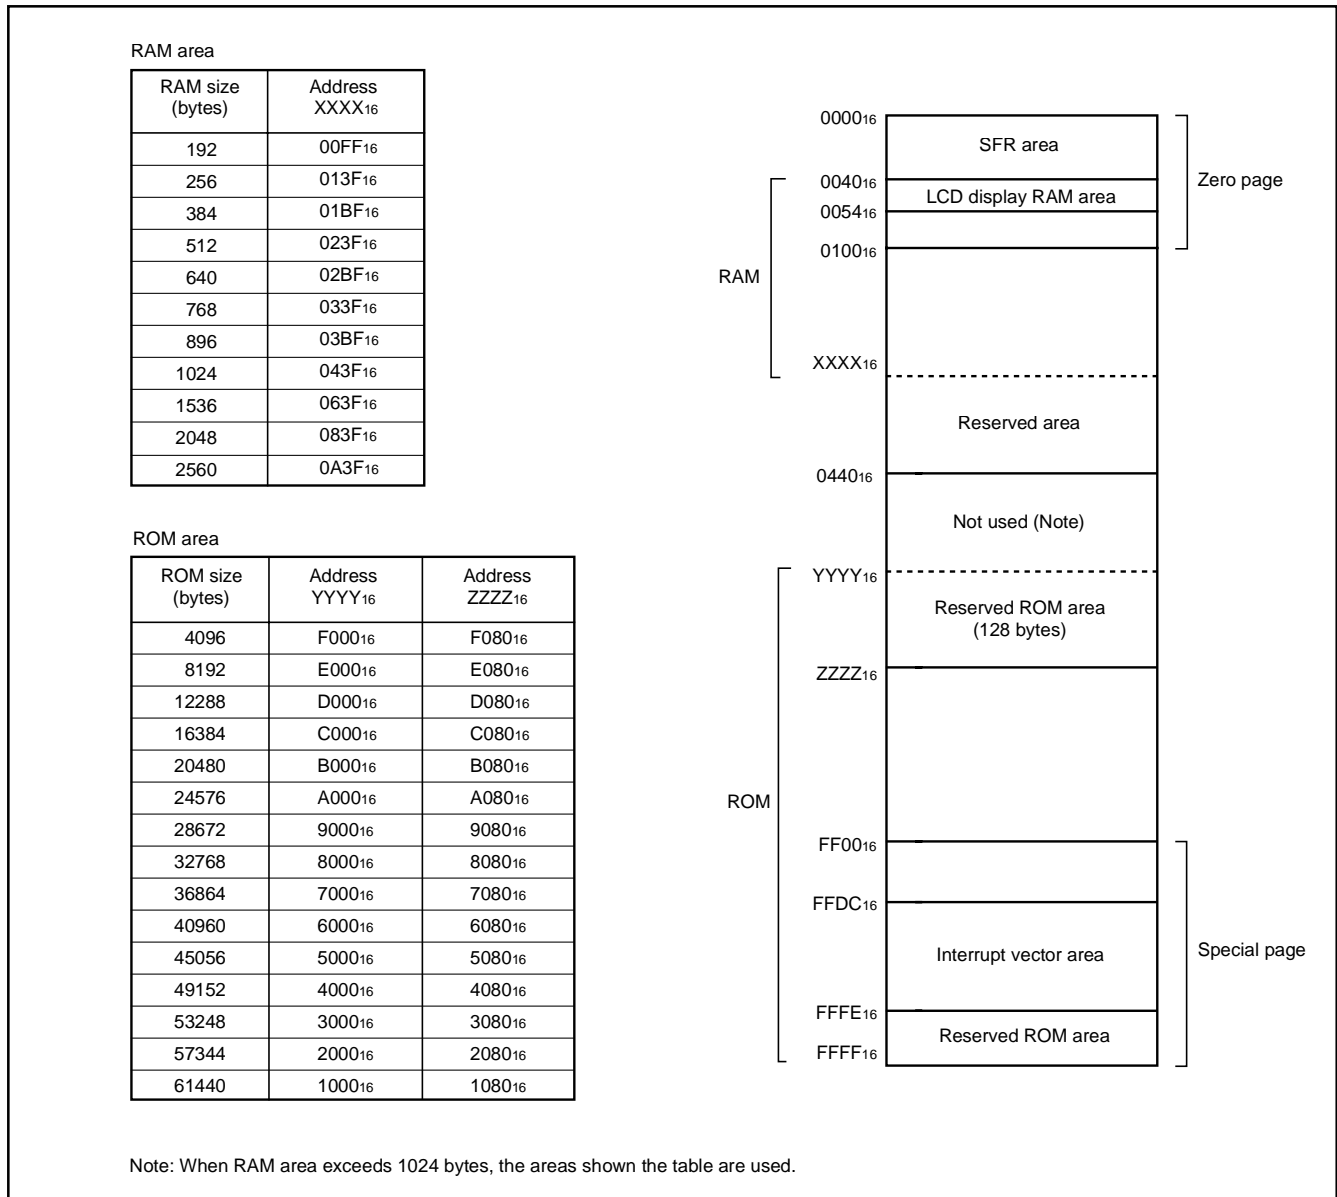 RAM area
RAM size (bytes) Address XXXX16
192 00FF16
256 013F16
384 01BF16
512 023F16
640 02BF16
768 033F16
896 03BF16
1024 043F16
1536 063F16
2048 083F16
2560 0A3F16
ROM area
ROM size (bytes) Address YYYY16 Address ZZZZ16
4096 F00016 F08016
8192 E00016 E08016
12288 D00016 D08016
16384 C00016 C08016
20480 B00016 B08016
24576 A00016 A08016
28672 900016 908016
32768 800016 808016
36864 700016 708016
40960 600016 608016
45056 500016 508016
49152 400016 408016
53248 300016 308016
57344 200016 208016
61440 100016 108016
000016
SFR area
Zero page
004016
LCD display RAM area
005416
010016
RAM
XXXX16
Reserved area
044016
Not used (Note)
YYYY16
Reserved ROM area
(128 bytes)
ZZZZ16
ROM
FF0016
FFDC16
Interrupt vector area
Special page
FFFE16
Reserved ROM area
FFFF16
Note: When RAM area exceeds 1024 bytes, the areas shown the table are used.